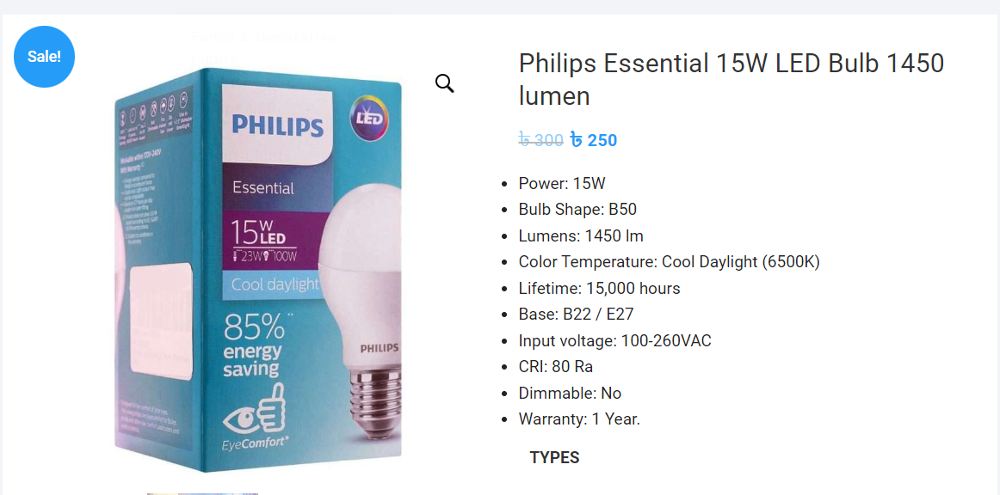 Sale!
PHILIPS
LED
Essential
15W
LED
23W 100W
Cool daylight
85%
energy
saving
PHILIPS
EyeComfort
Philips Essential 15W LED Bulb 1450
lumen
৳ 300 ৳ 250
Power: 15W
Bulb Shape: B50
Lumens: 1450 lm
Color Temperature: Cool Daylight (6500K)
Lifetime: 15,000 hours
Base: B22 / E27
Input voltage: 100-260VAC
CRI: 80 Ra
Dimmable: No
Warranty: 1 Year.
TYPES